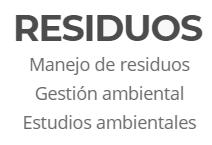 RESIDUOS
Manejo de residuos
Gestión ambiental
Estudios ambientales